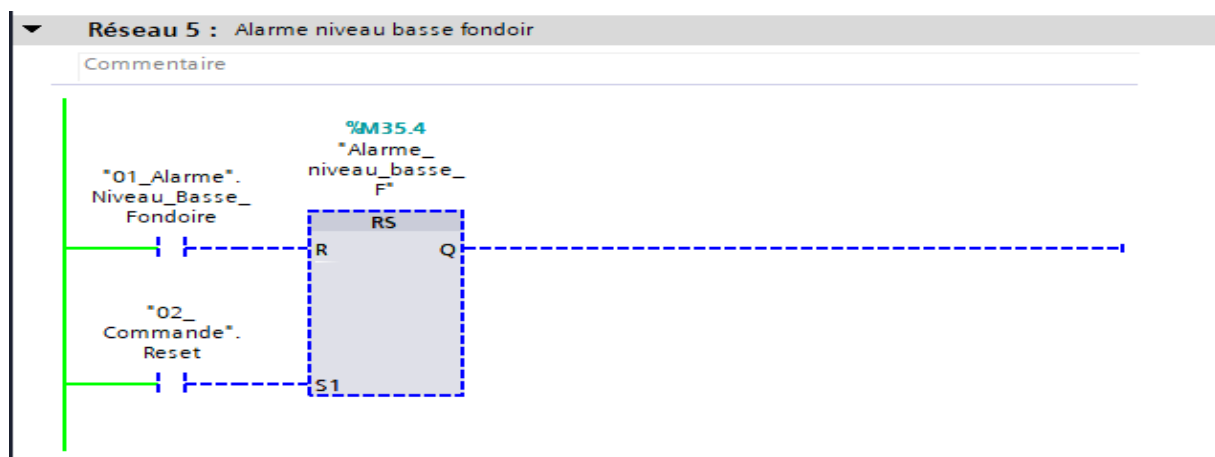 Réseau 5 : Alarme niveau basse fondoir
Commentaire
%M35.4
"Alarme_
niveau_basse_
F"
"01_Alarme".
Niveau_Basse_
Fondoire
RS
R Q
"02_
Commande".
Reset
S1